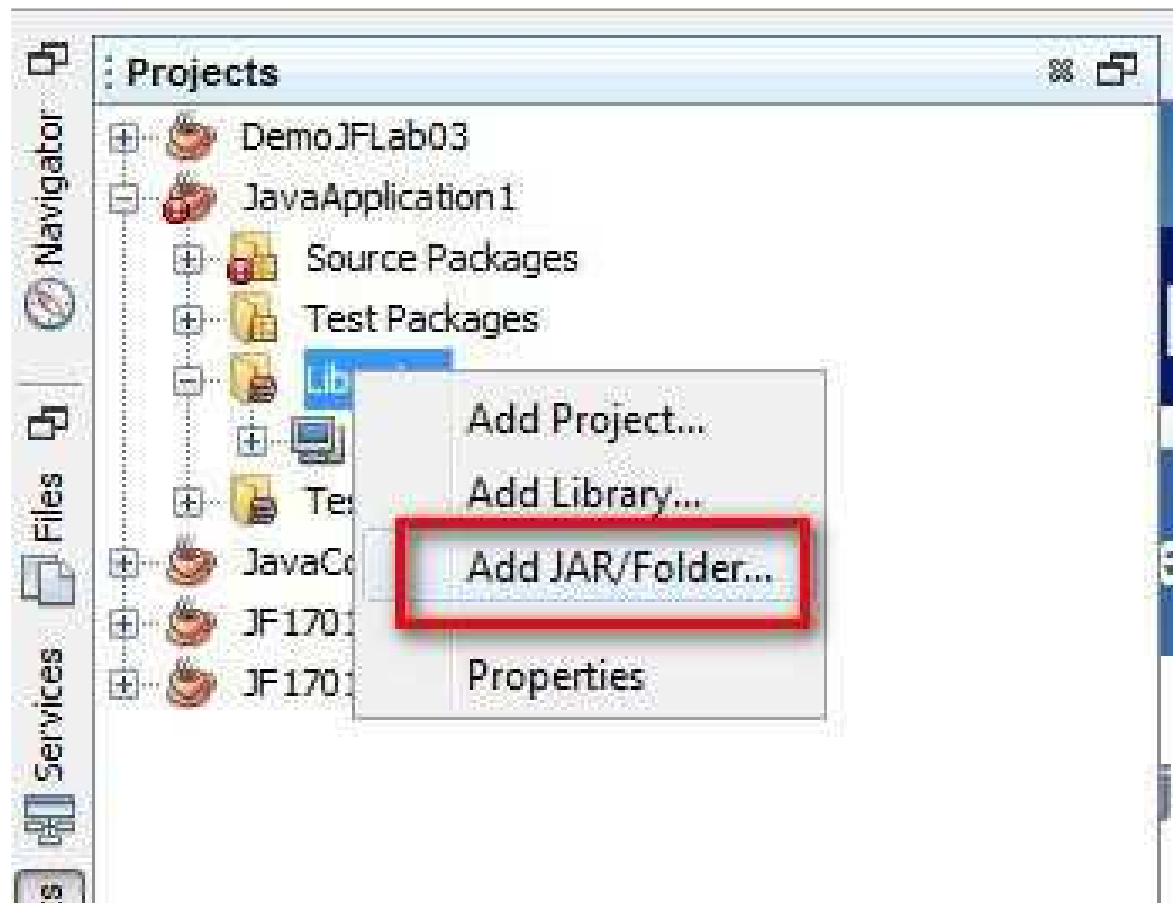 Projects
Navigator
Files
Services
DemoJFLab03
JavaApplication1
Source Packages
Test Packages
Add Project...
Add Library...
Add JAR/Folder...
Properties